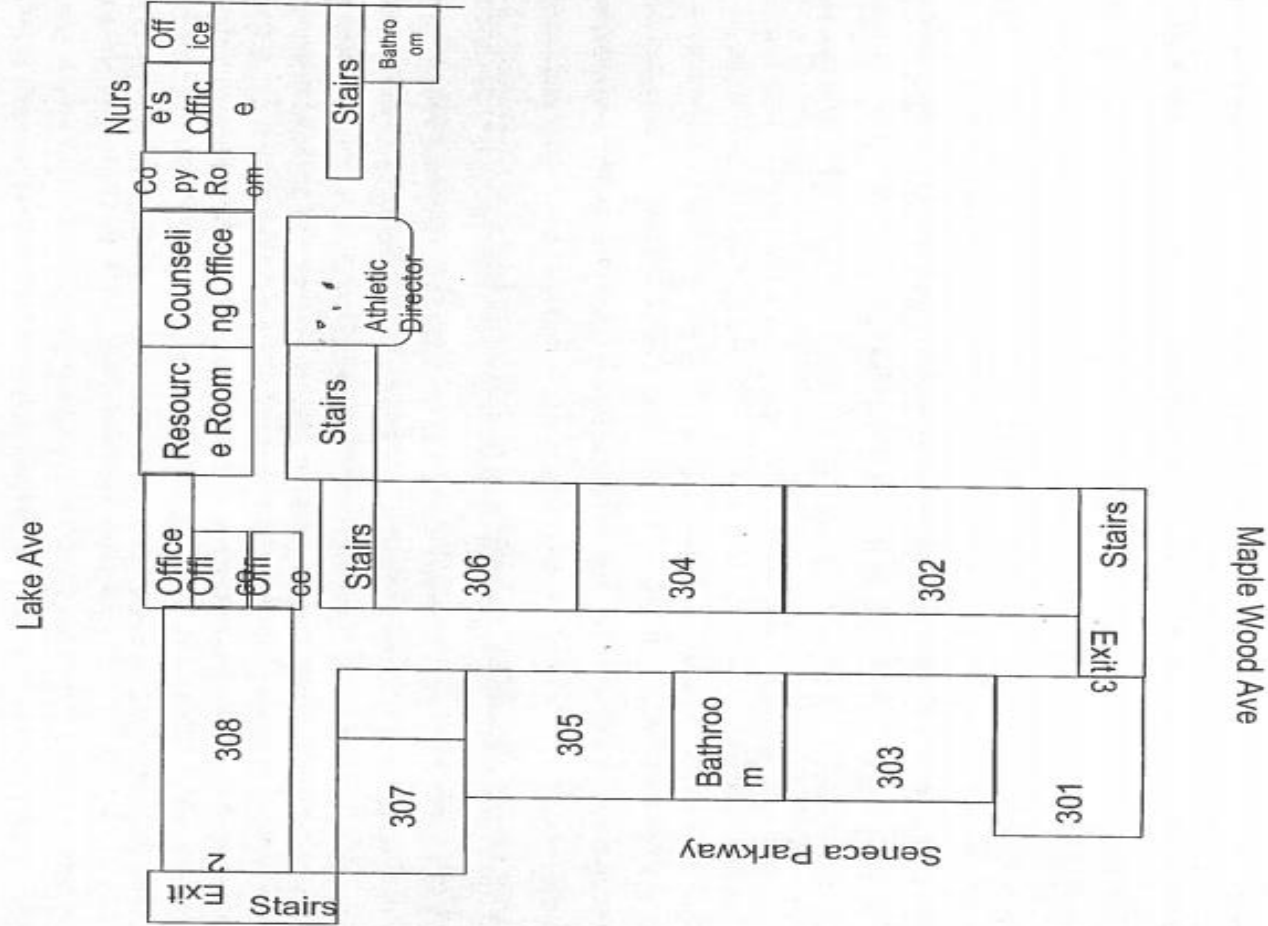 Lake Ave
Off
ice
Nurs
e's
Offic
e
Co
py
Ro
om
Counseli
ng Office
Resourc
e Room
Office
Offi
ce
Offi
ce
308
Exit
2
Stairs
Stairs
Bathro
om
Athletic
Director
Stairs
Stairs
306
304
302
Stairs
Exit 3
307
305
Bathroo
m
303
301
Seneca Parkway
Maple Wood Ave